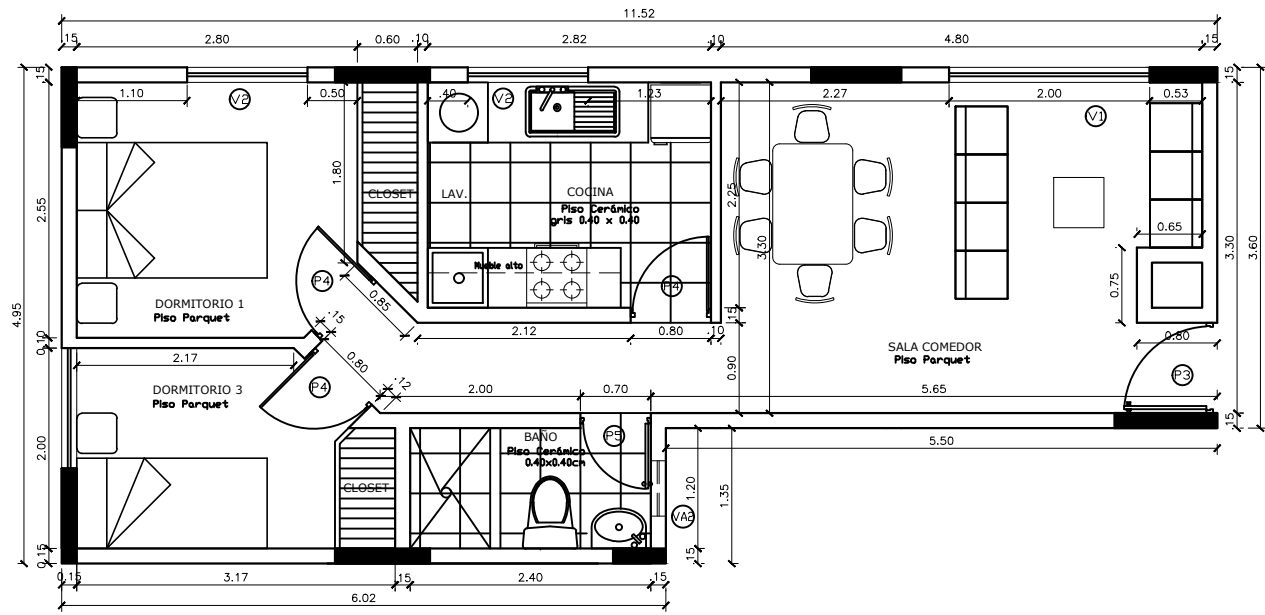 11.52
.15
2.80
0.60
.10
2.82
.10
4.80
.15
.15
1.10
V2
0.50
.40
V2
1.23
2.27
2.00
0.53
V1
.15
1.80
2.25
2.55
CLOSET
LAV.
COCINA
Piso Cerámico
gris 0.40 x 0.40
0.65
3.30
3.30
3.60
Mueble alto
P4
P4
0.75
0.85
DORMITORIO 1
Piso Parquet
4.95
.15
.15
2.12
0.80
.10
0.80
0.10
SALA COMEDOR
Piso Parquet
2.17
0.80
0.90
P3
DORMITORIO 3
Piso Parquet
P4
.12
2.00
0.70
5.65
.15
BAÑO
P5
Piso Cerámico
0.40x0.40cm
5.50
2.00
CLOSET
1.20
1.35
VA2
0.15
.15
0.15
3.17
.15
2.40
.15
6.02